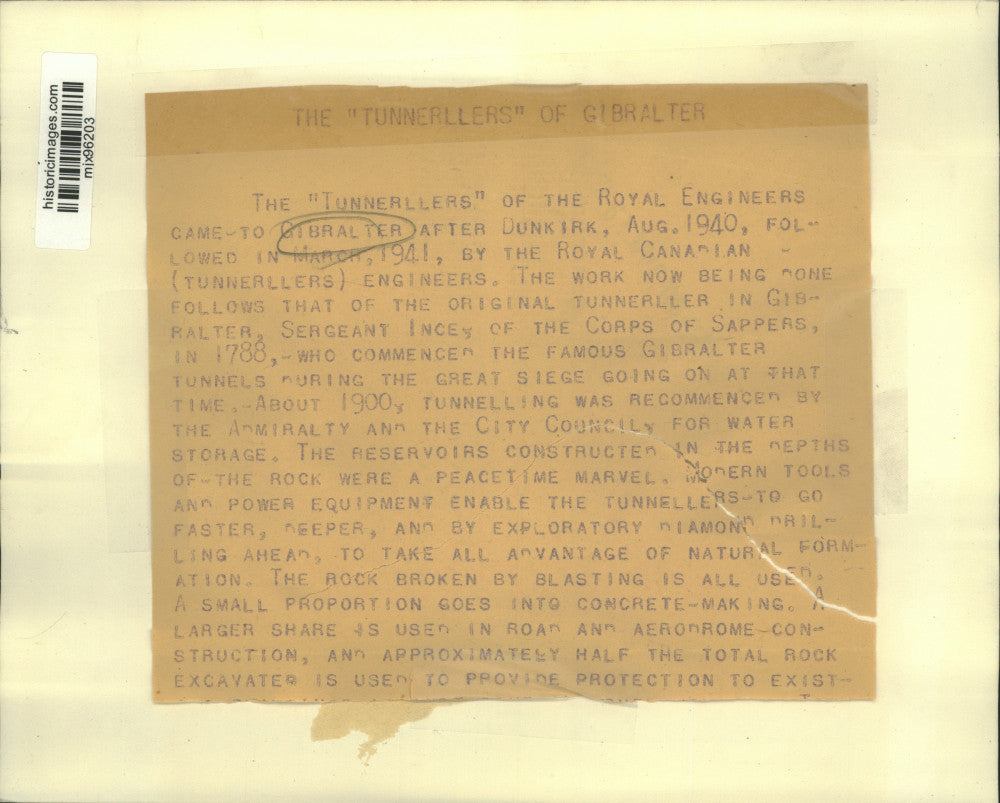 historicimages.com
mjx96203
THE "TUNNERLLERS" OF GIBRALTER
THE "TUNNERLLERS" OF THE ROYAL ENGINEERS
CAME-TO GIBRALTER AFTER DUNKIRK, AUG. 1940, FOL-
LOWED IN MARCH, 1941, BY THE ROYAL CANADIAN -
(TUNNERLLERS) ENGINEERS. THE WORK NOW BEING DONE
FOLLOWS THAT OF THE ORIGINAL TUNNERLLER IN GIB-
RALTER, SERGEANT INCE, OF THE CORPS OF SAPPERS,
IN 1788,-WHO COMMENCED THE FAMOUS GIBRALTER
TUNNELS DURING THE GREAT SIEGE GOING ON AT THAT
TIME.-ABOUT 1900, TUNNELLING WAS RECOMMENCED BY
THE ADMIRALTY AND THE CITY COUNCIL, FOR WATER
STORAGE. THE RESERVOIRS CONSTRUCTED IN THE DEPTHS
OF-THE ROCK WERE A PEACETIME MARVEL. MODERN TOOLS
AND POWER EQUIPMENT ENABLE THE TUNNELLERS-TO GO
FASTER, DEEPER, AND BY EXPLORATORY DIAMOND DRIL-
LING AHEAD, TO TAKE ALL ADVANTAGE OF NATURAL FORM-
ATION. THE ROCK BROKEN BY BLASTING IS ALL USED.
A SMALL PROPORTION GOES INTO CONCRETE-MAKING. A
LARGER SHARE IS USED IN ROAD AND AERODROME CON-
STRUCTION, AND APPROXIMATELY HALF THE TOTAL ROCK
EXCAVATED IS USED TO PROVIDE PROTECTION TO EXIST-